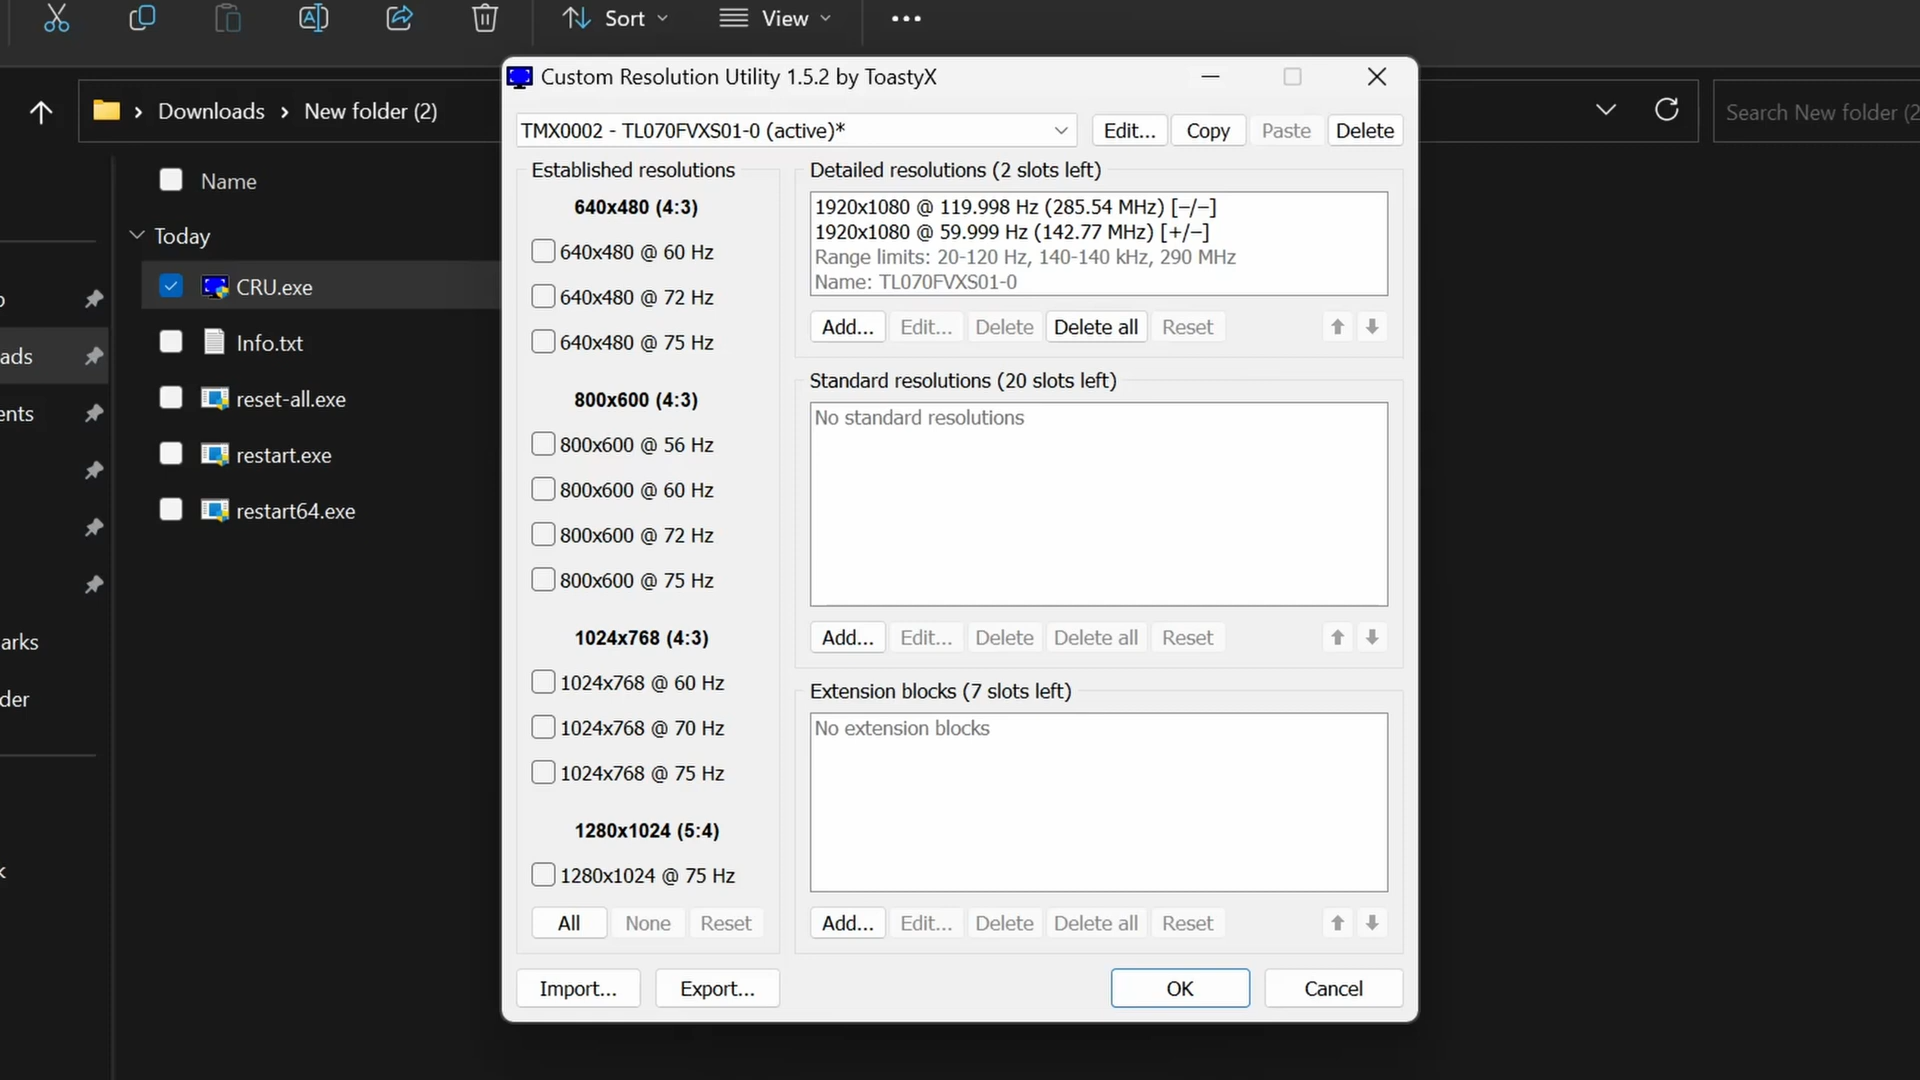 Sort
View
Downloads
New folder (2)
Search New folder (2
Name
Today
CRU.exe
Info.txt
reset-all.exe
restart.exe
restart64.exe
ads
ents
arks
der
Custom Resolution Utility 1.5.2 by ToastyX
TMX0002 - TL070FVXS01-0 (active)*
Edit...
Copy
Paste
Delete
Established resolutions
640x480 (4:3)
640x480 @ 60 Hz
640x480 @ 72 Hz
640x480 @ 75 Hz
800x600 (4:3)
800x600 @ 56 Hz
800x600 @ 60 Hz
800x600 @ 72 Hz
800x600 @ 75 Hz
1024x768 (4:3)
1024x768 @ 60 Hz
1024x768 @ 70 Hz
1024x768 @ 75 Hz
1280x1024 (5:4)
1280x1024 @ 75 Hz
All
None
Reset
Detailed resolutions (2 slots left)
1920x1080 @ 119.998 Hz (285.54 MHz) [−/−]
1920x1080 @ 59.999 Hz (142.77 MHz) [+/−]
Range limits: 20-120 Hz, 140-140 kHz, 290 MHz
Name: TL070FVXS01-0
Add...
Edit...
Delete
Delete all
Reset
Standard resolutions (20 slots left)
No standard resolutions
Add...
Edit...
Delete
Delete all
Reset
Extension blocks (7 slots left)
No extension blocks
Add...
Edit...
Delete
Delete all
Reset
Import...
Export...
OK
Cancel